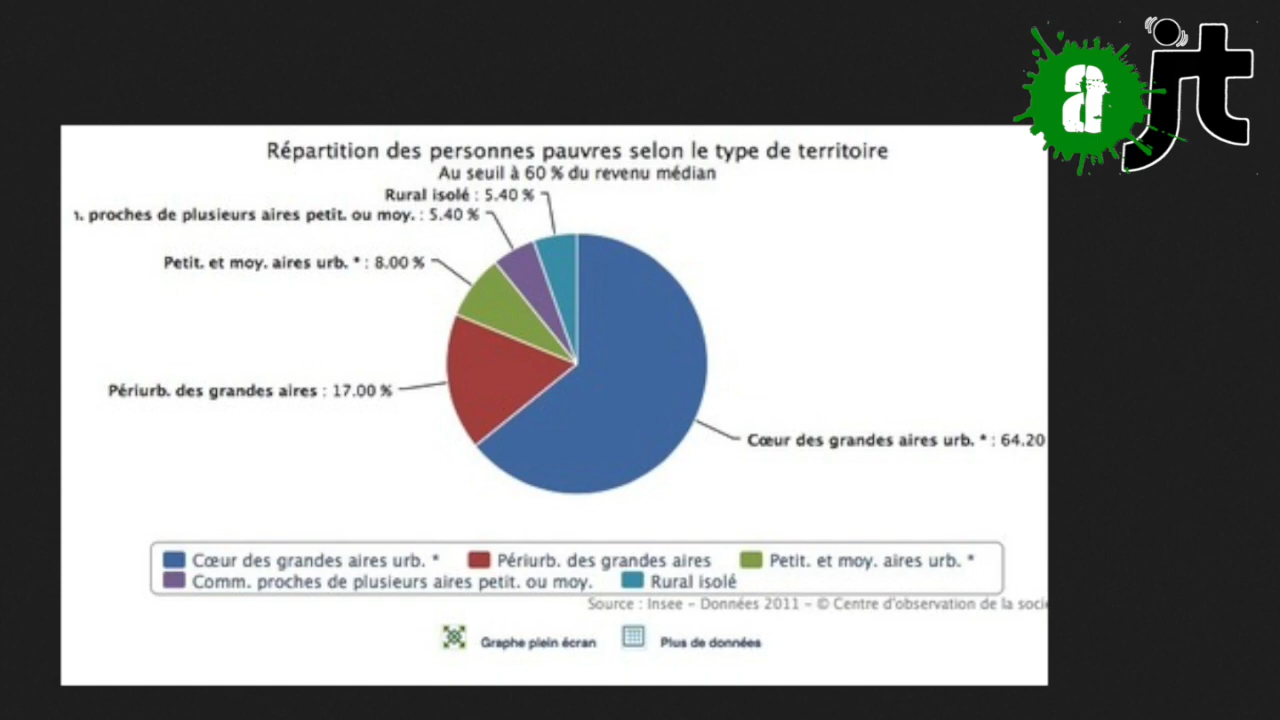 ajt
Répartition des personnes pauvres selon le type de territoire
Au seuil à 60 % du revenu médian
Rural isolé : 5.40 %
proches de plusieurs aires petit. ou moy. : 5.40 %
Petit. et moy. aires urb. * : 8.00 %
Périurb. des grandes aires : 17.00 %
Cœur des grandes aires urb. * : 64.20
Cœur des grandes aires urb. * Périurb. des grandes aires Petit. et moy. aires urb. *
Comm. proches de plusieurs aires petit. ou moy. Rural isolé
Source : Insee - Données 2011 - © Centre d'observation de la soci
Graphe plein écran Plus de données